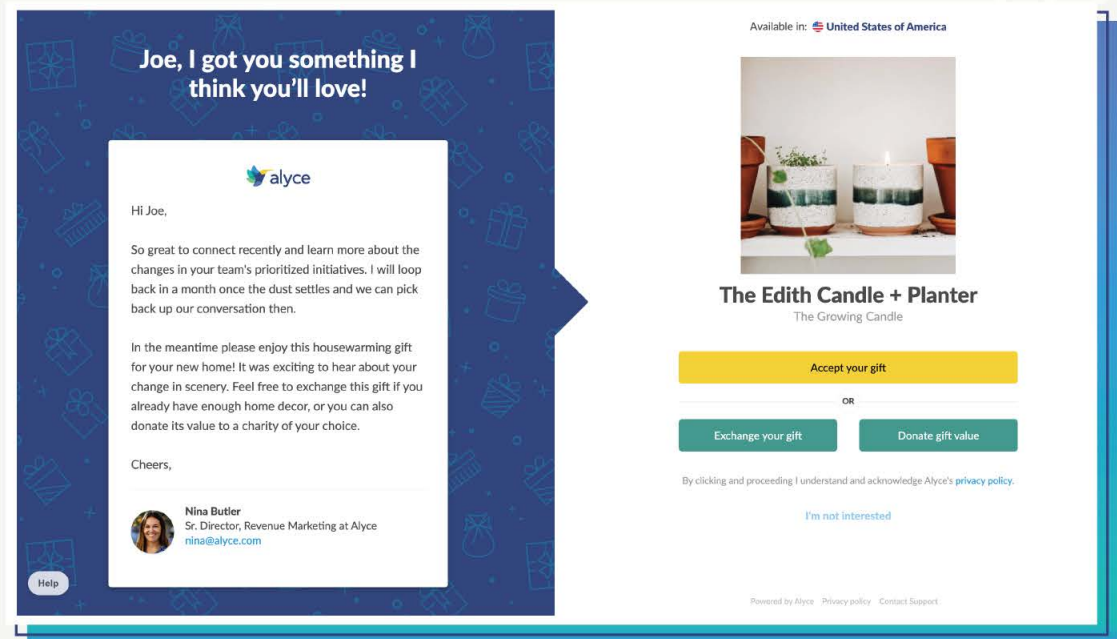 Joe, I got you something I
think you'll love!
alyce
Hi Joe,
So great to connect recently and learn more about the
changes in your team's prioritized initiatives. I will loop
back in a month once the dust settles and we can pick
back up our conversation then.
In the meantime please enjoy this housewarming gift
for your new home! It was exciting to hear about your
change in scenery. Feel free to exchange this gift if you
already have enough home decor, or you can also
donate its value to a charity of your choice.
Cheers,
Nina Butler
Sr. Director, Revenue Marketing at Alyce
nina@alyce.com
Help
Available in: United States of America
The Edith Candle + Planter
The Growing Candle
Accept your gift
OR
Exchange your gift Donate gift value
By clicking and proceeding I understand and acknowledge Alyce's privacy policy.
I'm not interested
Powered by Alyce Privacy policy Contact Support